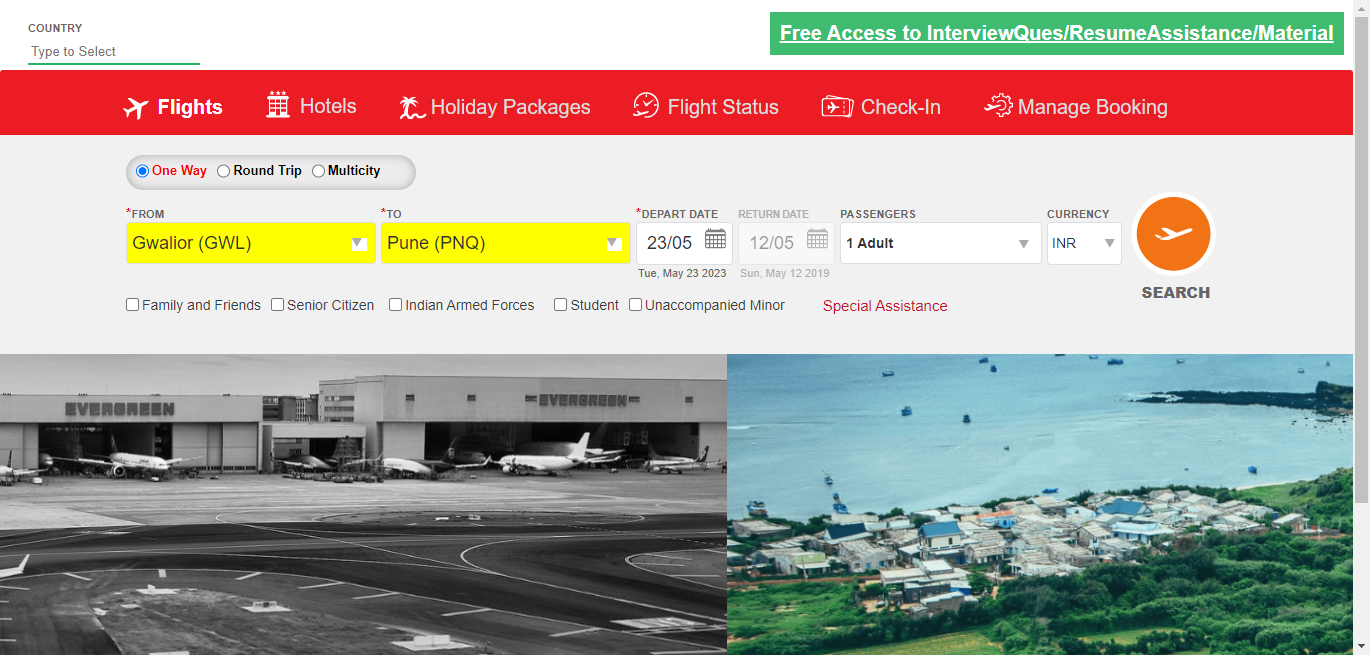 COUNTRY
Type to Select
Free Access to InterviewQues/ResumeAssistance/Material
Flights Hotels Holiday Packages Flight Status Check-In Manage Booking
One Way Round Trip Multicity
*FROM *TO *DEPART DATE RETURN DATE PASSENGERS CURRENCY
Gwalior (GWL) Pune (PNQ) 23/05 12/05 1 Adult INR
Tue, May 23 2023 Sun, May 12 2019
SEARCH
Family and Friends Senior Citizen Indian Armed Forces Student Unaccompanied Minor Special Assistance
EVERGREEN EVERGREEN